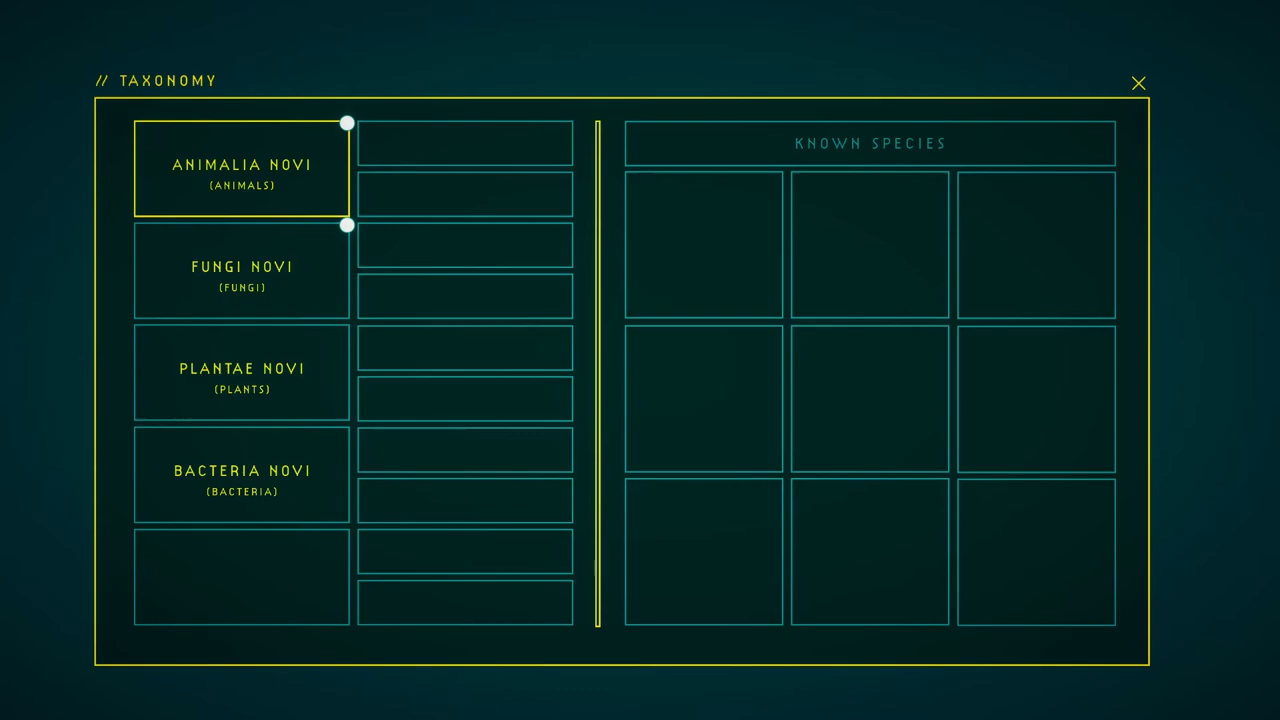 // TAXONOMY
ANIMALIA NOVI
(ANIMALS)
FUNGI NOVI
(FUNGI)
PLANTAE NOVI
(PLANTS)
BACTERIA NOVI
(BACTERIA)
KNOWN SPECIES